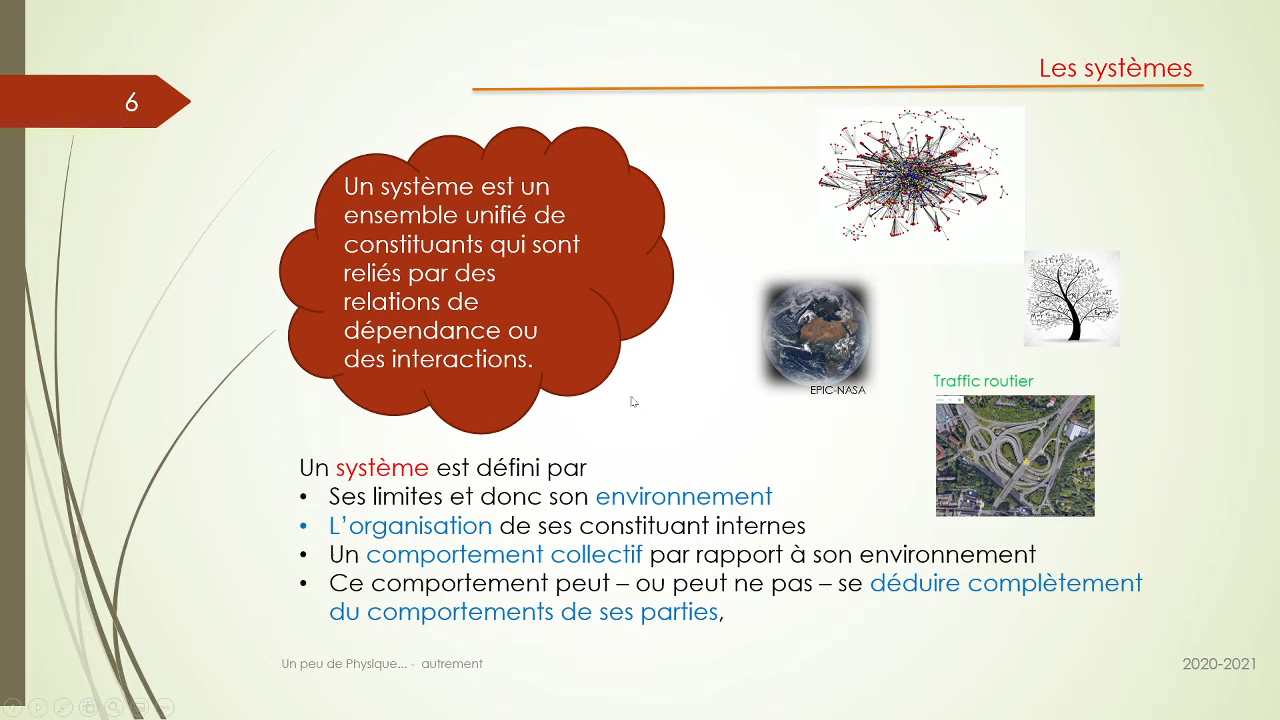 Les systèmes
6
Un système est un
ensemble unifié de
constituants qui sont
reliés par des
relations de
dépendance ou
des interactions.
EPIC-NASA
Traffic routier
Un système est défini par
• Ses limites et donc son environnement
• L’organisation de ses constituant internes
• Un comportement collectif par rapport à son environnement
• Ce comportement peut – ou peut ne pas – se déduire complètement
du comportements de ses parties,
Un peu de Physique... - autrement
2020-2021